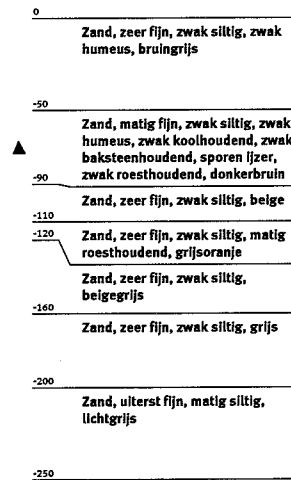 0
Zand, zeer fijn, zwak siltig, zwak
humeus, bruingrijs
-50
Zand, matig fijn, zwak siltig, zwak
humeus, zwak koolhoudend, zwak
baksteenhoudend, sporen ijzer,
zwak roesthoudend, donkerbruin
-90
Zand, zeer fijn, zwak siltig, beige
-110
-120
Zand, zeer fijn, zwak siltig, matig
roesthoudend, grijsoranje
Zand, zeer fijn, zwak siltig,
beigegrijs
-160
Zand, zeer fijn, zwak siltig, grijs
-200
Zand, uiterst fijn, matig siltig,
lichtgrijs
-250